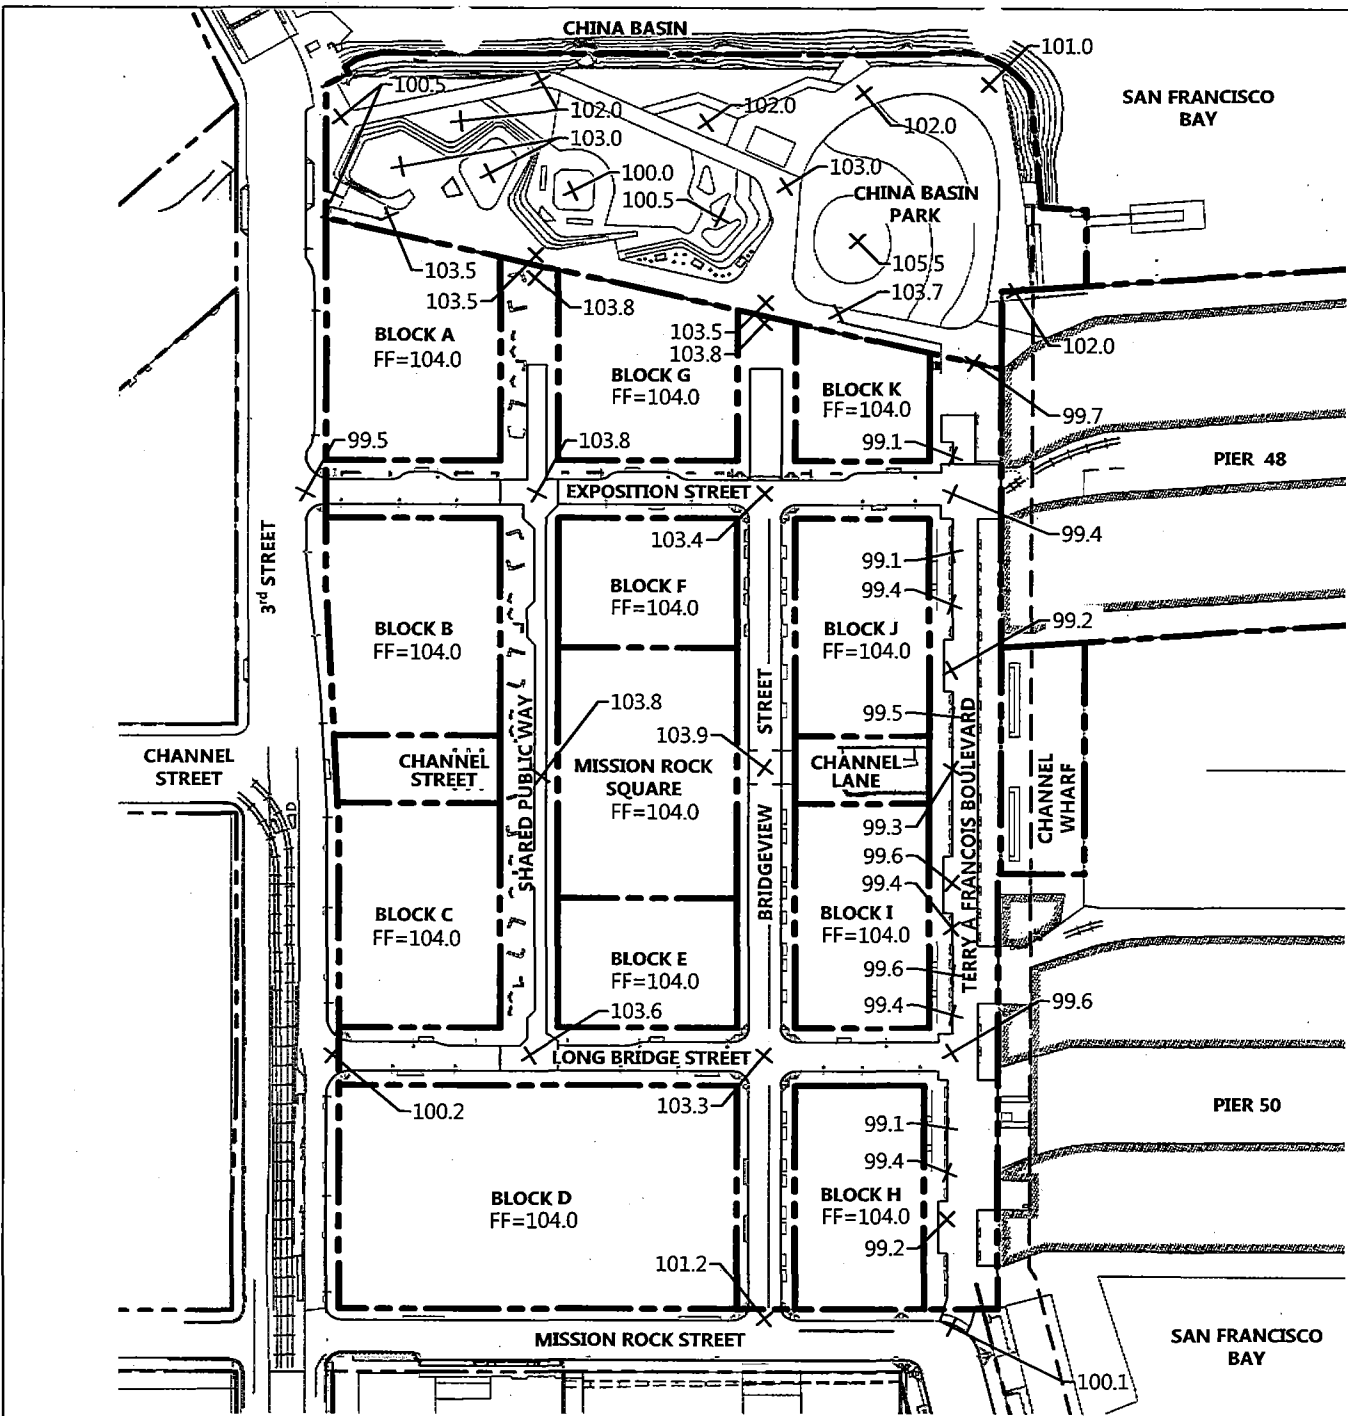 CHINA BASIN
101.0
SAN FRANCISCO
BAY
100.5
102.0
102.0
102.0
103.0
103.0
100.0
100.5
CHINA BASIN
PARK
105.5
103.5
103.5
103.8
103.7
103.5
103.8
102.0
BLOCK A
FF=104.0
BLOCK G
FF=104.0
BLOCK K
FF=104.0
99.7
99.5
103.8
99.1
PIER 48
EXPOSITION STREET
103.4
99.4
3rd STREET
99.1
99.4
99.2
BLOCK F
FF=104.0
BLOCK B
FF=104.0
BLOCK J
FF=104.0
103.8
99.5
103.9
STREET
BRIDGEVIEW
CHANNEL
STREET
CHANNEL
STREET
SHARED PUBLIC WAY
MISSION ROCK
SQUARE
FF=104.0
CHANNEL
LANE
TERRY A FRANCOIS BOULEVARD
CHANNEL
WHARF
99.3
99.6
99.4
BLOCK C
FF=104.0
BLOCK I
FF=104.0
BLOCK E
FF=104.0
99.6
99.4
99.6
103.6
LONG BRIDGE STREET
100.2
103.3
99.1
PIER 50
99.4
BLOCK D
FF=104.0
BLOCK H
FF=104.0
99.2
101.2
MISSION ROCK STREET
SAN FRANCISCO
BAY
100.1